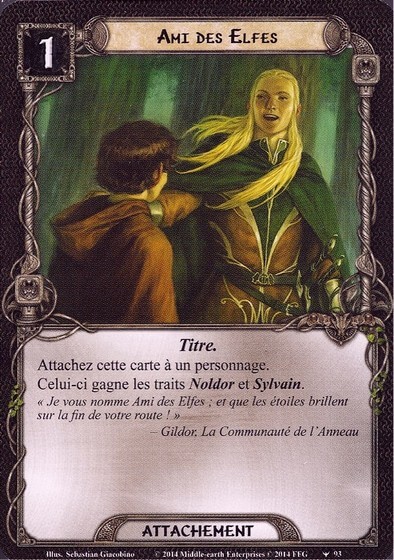 1
Ami des Elfes
Titre.
Attachez cette carte à un personnage.
Celui-ci gagne les traits Noldor et Sylvain.
« Je vous nomme Ami des Elfes ; et que les étoiles brillent
sur la fin de votre route ! »
– Gildor, La Communauté de l'Anneau
ATTACHEMENT
Illus. Sebastian Giacobino © 2014 Middle-earth Enterprises © 2014 FFG 93